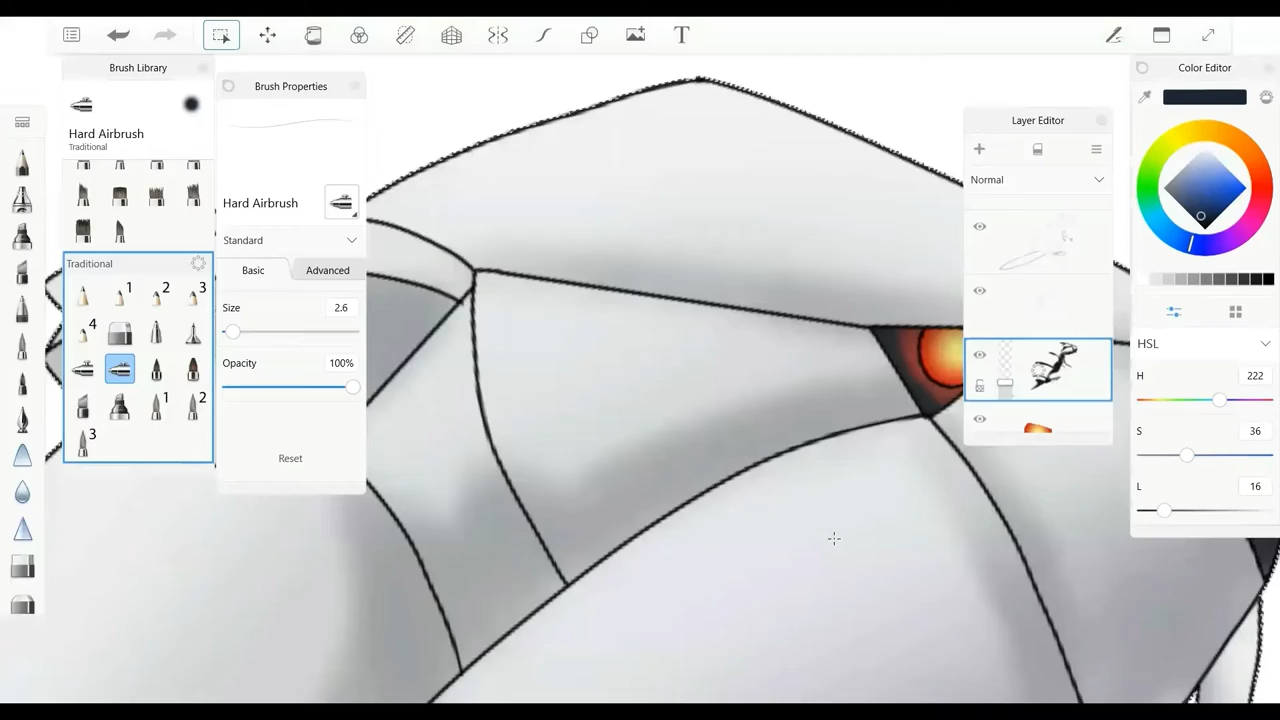 T
Brush Library
Hard Airbrush
Traditional
Traditional
1
2
3
4
1
2
3
Brush Properties
Hard Airbrush
Standard
Basic
Advanced
Size
2.6
Opacity
100%
Reset
Layer Editor
Normal
Color Editor
HSL
H
222
S
36
L
16